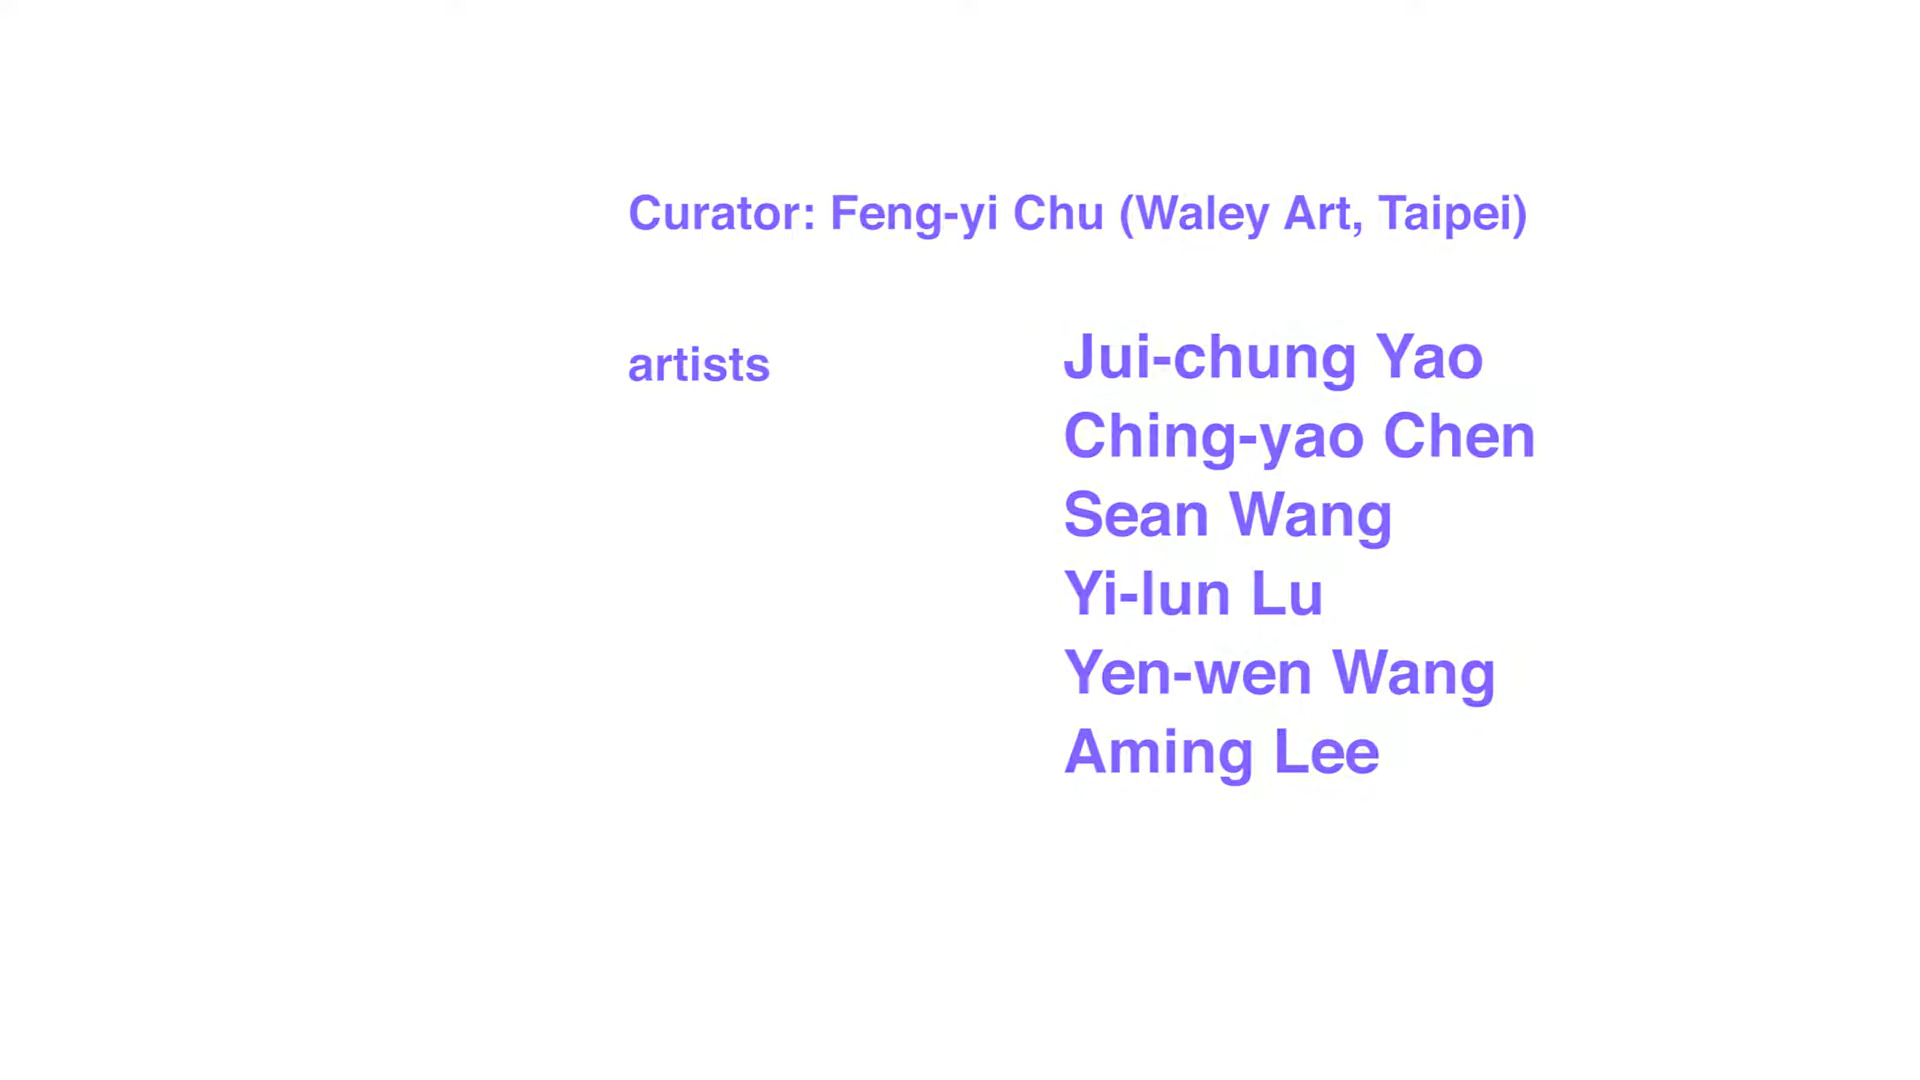 Curator: Feng-yi Chu (Waley Art, Taipei)
artists
Jui-chung Yao
Ching-yao Chen
Sean Wang
Yi-lun Lu
Yen-wen Wang
Aming Lee